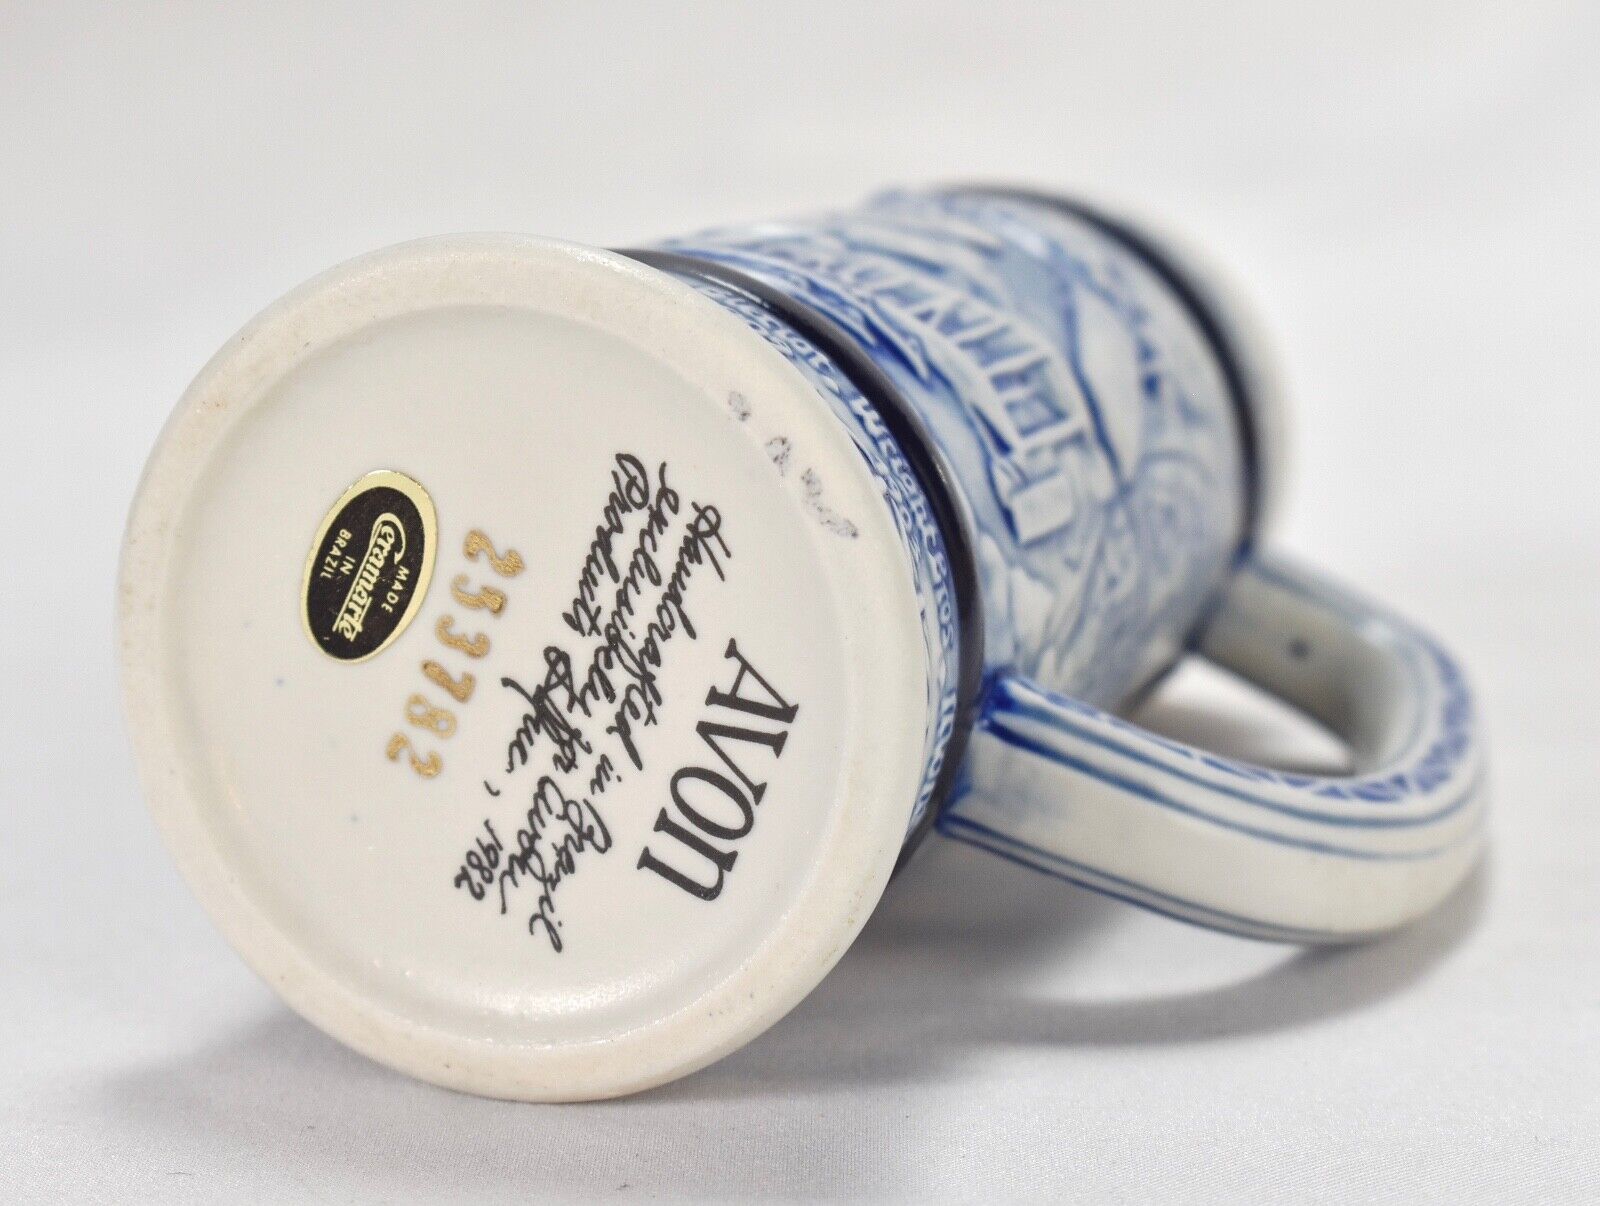 AVON
Handcrafted in Brazil
exclusively for Avon
Products, Inc., 1982
233782
MADE
Ceramarte
IN
BRAZIL